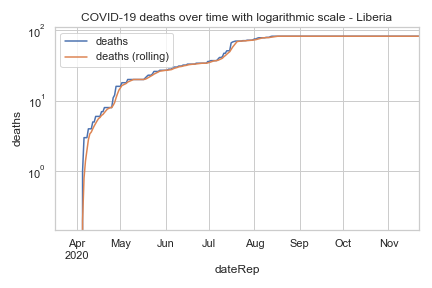 COVID-19 deaths over time with logarithmic scale - Liberia
deaths
deaths (rolling)
10²
10¹
10⁰
deaths
Apr May Jun Jul Aug Sep Oct Nov
2020
dateRep